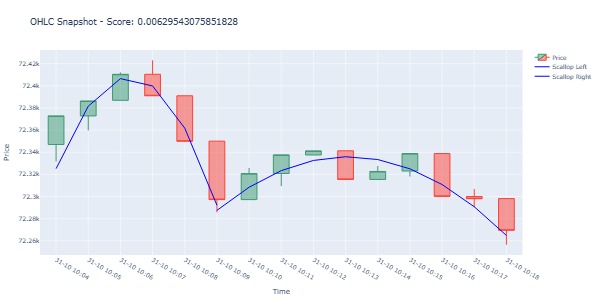 OHLC Snapshot - Score: 0.00629543075851828
Price
Scallop Left
Scallop Right
72.42k
72.4k
72.38k
72.36k
72.34k
72.32k
72.3k
72.28k
72.26k
Price
31-10 10:04
31-10 10:05
31-10 10:06
31-10 10:07
31-10 10:08
31-10 10:09
31-10 10:10
31-10 10:11
31-10 10:12
31-10 10:13
31-10 10:14
31-10 10:15
31-10 10:16
31-10 10:17
31-10 10:18
Time